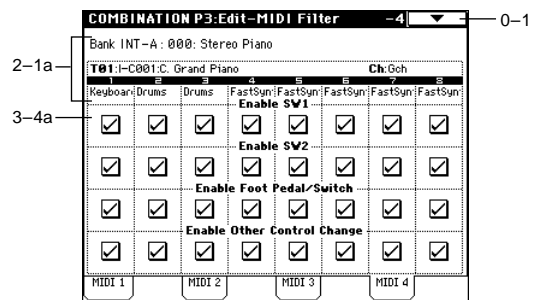 COMBINATION P3:Edit–MIDI Filter –4
0–1
Bank INT-A : 000: Stereo Piano
2–1a
T01:I-C001:C. Grand Piano Ch:Gch
1 2 3 4 5 6 7 8
Keyboar Drums Drums FastSyn FastSyn FastSyn FastSyn FastSyn
Enable SW1
3–4a
Enable SW2
Enable Foot Pedal/Switch
Enable Other Control Change
MIDI 1 MIDI 2 MIDI 3 MIDI 4